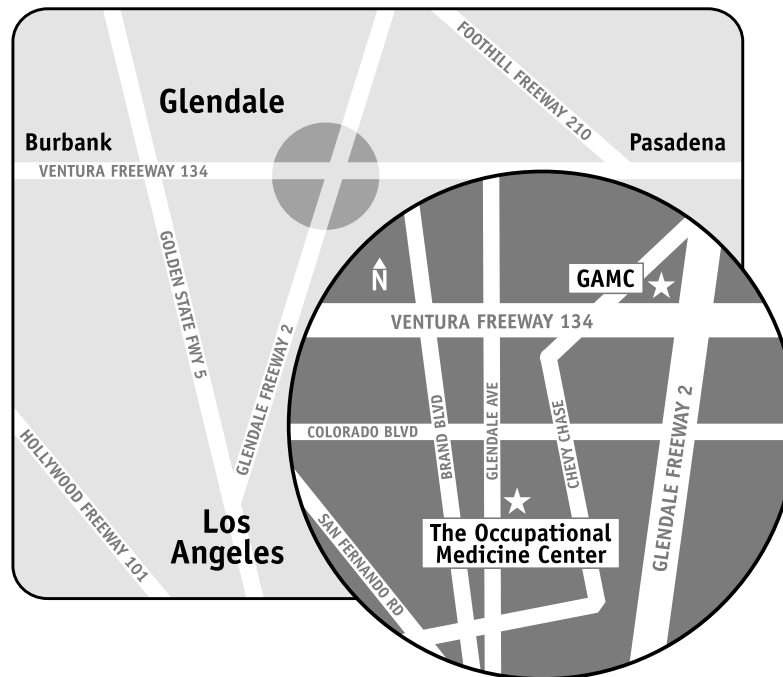 Glendale
Burbank
Pasadena
FOOTHILL FREEWAY 210
VENTURA FREEWAY 134
GOLDEN STATE FWY 5
GLENDALE FREEWAY 2
HOLLYWOOD FREEWAY 101
Los
Angeles
N
GAMC
VENTURA FREEWAY 134
BRAND BLVD
GLENDALE AVE
CHEVY CHASE
GLENDALE FREEWAY 2
COLORADO BLVD
SAN FERNANDO RD
The Occupational
Medicine Center